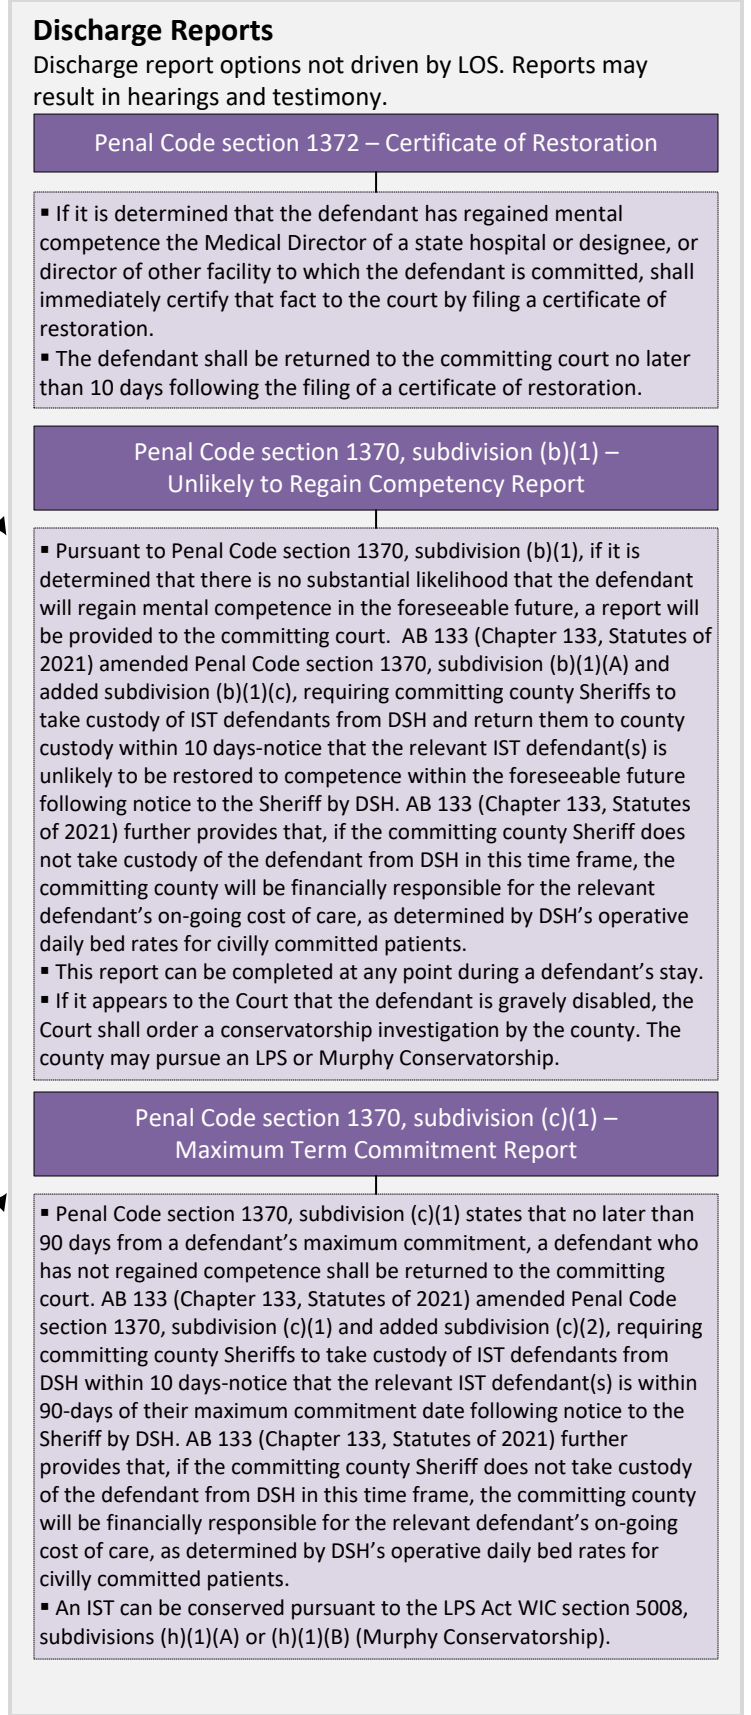 Discharge Reports
Discharge report options not driven by LOS. Reports may
result in hearings and testimony.
Penal Code section 1372 – Certificate of Restoration
▪ If it is determined that the defendant has regained mental
competence the Medical Director of a state hospital or designee, or
director of other facility to which the defendant is committed, shall
immediately certify that fact to the court by filing a certificate of
restoration.
▪ The defendant shall be returned to the committing court no later
than 10 days following the filing of a certificate of restoration.
Penal Code section 1370, subdivision (b)(1) –
Unlikely to Regain Competency Report
▪ Pursuant to Penal Code section 1370, subdivision (b)(1), if it is
determined that there is no substantial likelihood that the defendant
will regain mental competence in the foreseeable future, a report will
be provided to the committing court.  AB 133 (Chapter 133, Statutes of
2021) amended Penal Code section 1370, subdivision (b)(1)(A) and
added subdivision (b)(1)(c), requiring committing county Sheriffs to
take custody of IST defendants from DSH and return them to county
custody within 10 days-notice that the relevant IST defendant(s) is
unlikely to be restored to competence within the foreseeable future
following notice to the Sheriff by DSH. AB 133 (Chapter 133, Statutes
of 2021) further provides that, if the committing county Sheriff does
not take custody of the defendant from DSH in this time frame, the
committing county will be financially responsible for the relevant
defendant’s on-going cost of care, as determined by DSH’s operative
daily bed rates for civilly committed patients.
▪ This report can be completed at any point during a defendant’s stay.
▪ If it appears to the Court that the defendant is gravely disabled, the
Court shall order a conservatorship investigation by the county. The
county may pursue an LPS or Murphy Conservatorship.
Penal Code section 1370, subdivision (c)(1) –
Maximum Term Commitment Report
▪ Penal Code section 1370, subdivision (c)(1) states that no later than
90 days from a defendant’s maximum commitment, a defendant who
has not regained competence shall be returned to the committing
court. AB 133 (Chapter 133, Statutes of 2021) amended Penal Code
section 1370, subdivision (c)(1) and added subdivision (c)(2), requiring
committing county Sheriffs to take custody of IST defendants from
DSH within 10 days-notice that the relevant IST defendant(s) is within
90-days of their maximum commitment date following notice to the
Sheriff by DSH. AB 133 (Chapter 133, Statutes of 2021) further
provides that, if the committing county Sheriff does not take custody
of the defendant from DSH in this time frame, the committing county
will be financially responsible for the relevant defendant’s on-going
cost of care, as determined by DSH’s operative daily bed rates for
civilly committed patients.
▪ An IST can be conserved pursuant to the LPS Act WIC section 5008,
subdivisions (h)(1)(A) or (h)(1)(B) (Murphy Conservatorship).